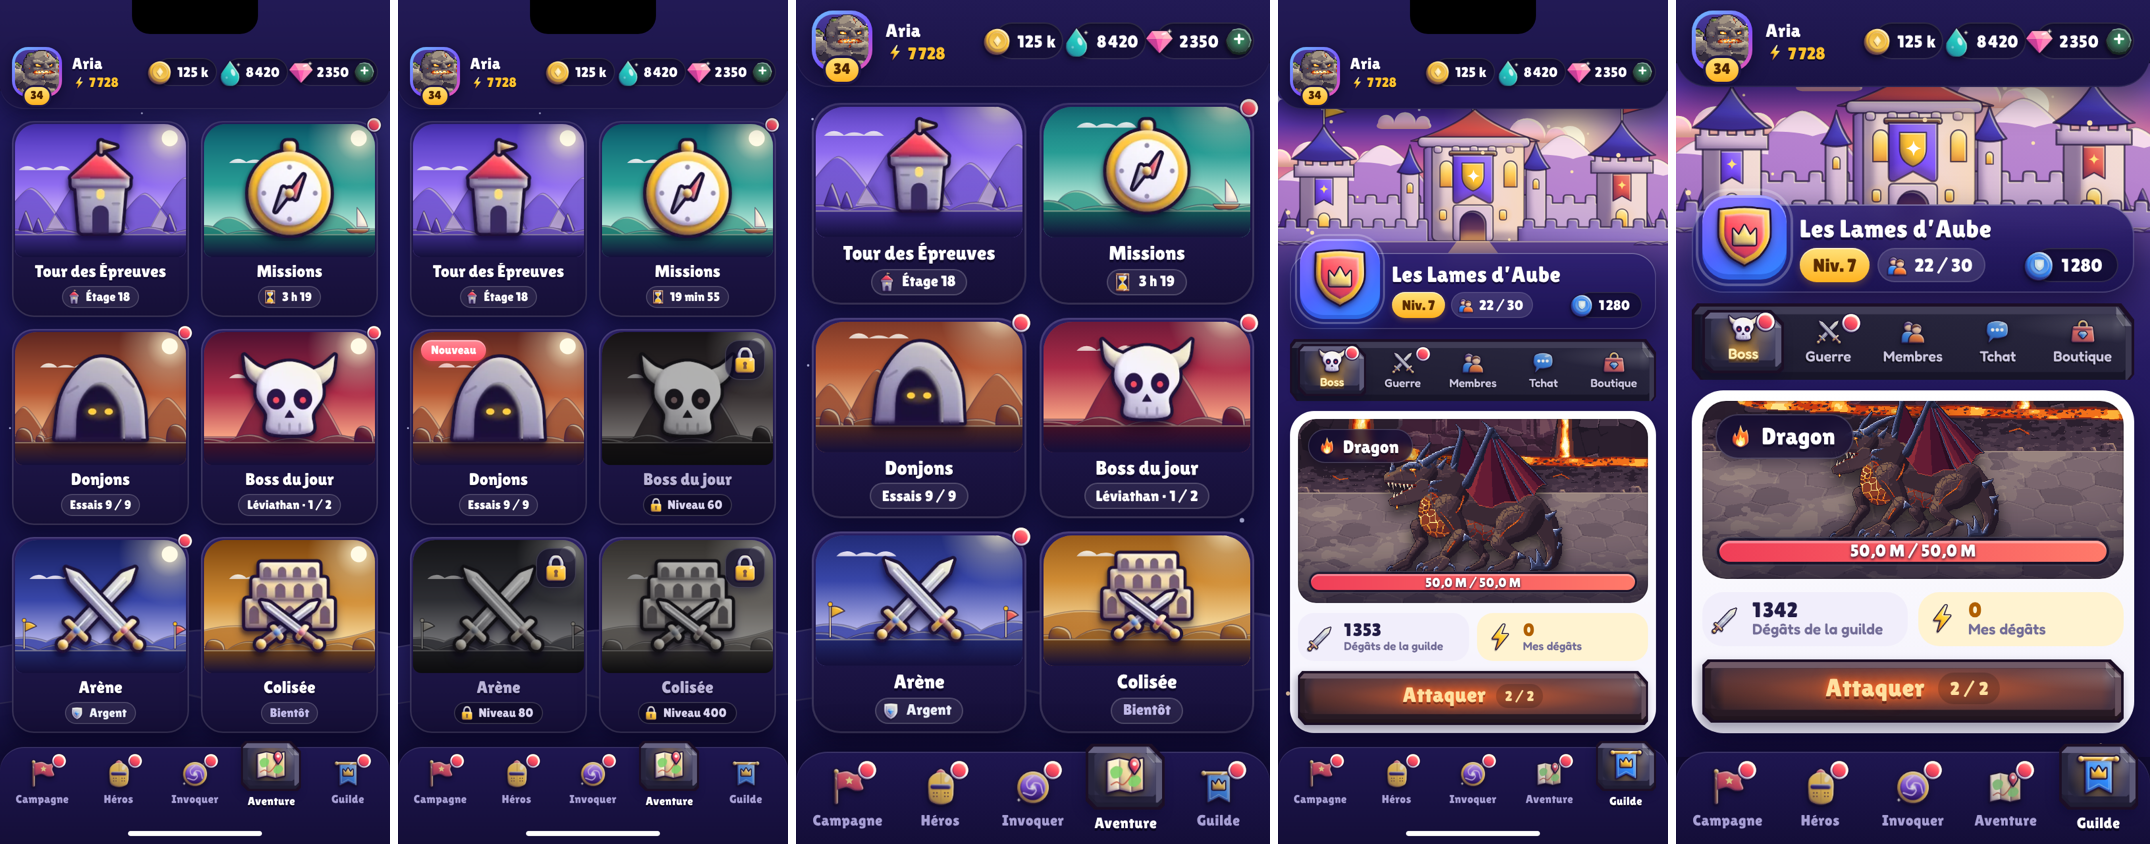 Aria
7728
34
125 k
8420
2350
Tour des Épreuves
Étage 18
Missions
3 h 19
Donjons
Essais 9 / 9
Boss du jour
Léviathan · 1 / 2
Arène
Argent
Colisée
Bientôt
Campagne
Héros
Invoquer
Aventure
Guilde
Aria
7728
34
125 k
8420
2350
Tour des Épreuves
Étage 18
Missions
19 min 55
Nouveau
Donjons
Essais 9 / 9
Boss du jour
Niveau 60
Arène
Niveau 80
Colisée
Niveau 400
Campagne
Héros
Invoquer
Aventure
Guilde
Aria
7728
34
125 k
8420
2350
Tour des Épreuves
Étage 18
Missions
3 h 19
Donjons
Essais 9 / 9
Boss du jour
Léviathan · 1 / 2
Arène
Argent
Colisée
Bientôt
Campagne
Héros
Invoquer
Aventure
Guilde
Aria
7728
34
125 k
8420
2350
Les Lames d'Aube
Niv. 7
22 / 30
1280
Boss
Guerre
Membres
Tchat
Boutique
Dragon
50,0 M / 50,0 M
1353
Dégâts de la guilde
0
Mes dégâts
Attaquer 2 / 2
Campagne
Héros
Invoquer
Aventure
Guilde
Aria
7728
34
125 k
8420
2350
Les Lames d'Aube
Niv. 7
22 / 30
1280
Boss
Guerre
Membres
Tchat
Boutique
Dragon
50,0 M / 50,0 M
1342
Dégâts de la guilde
0
Mes dégâts
Attaquer 2 / 2
Campagne
Héros
Invoquer
Aventure
Guilde